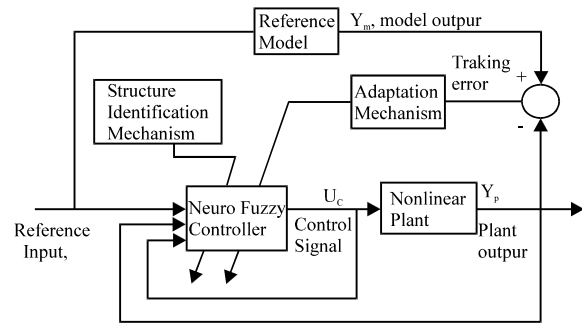 Reference
Model
Y_m, model outpur
Traking
error
+
-
Structure
Identification
Mechanism
Adaptation
Mechanism
Reference
Input,
Neuro Fuzzy
Controller
U_C
Control
Signal
Nonlinear
Plant
Y_p
Plant
outpur